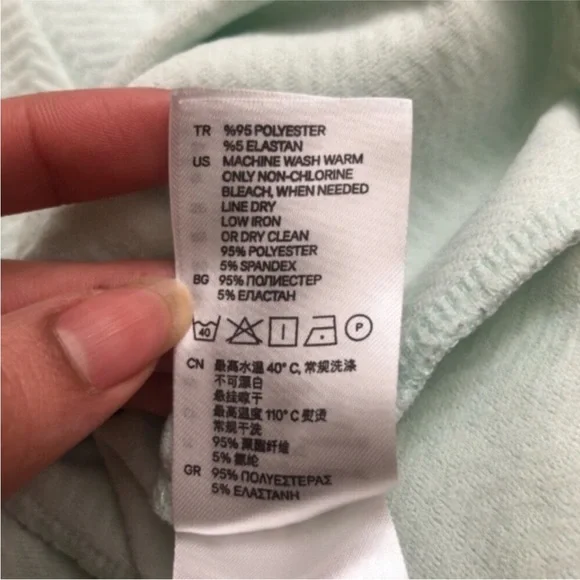 TR %95 POLYESTER
%5 ELASTAN
US MACHINE WASH WARM
ONLY NON-CHLORINE
BLEACH, WHEN NEEDED
LINE DRY
LOW IRON
OR DRY CLEAN
95% POLYESTER
5% SPANDEX
BG 95% ПОЛИЕСТЕР
5% ЕЛАСТАН
40 P
CN 最高水温 40° C, 常规洗涤
不可漂白
悬挂晾干
最高温度 110° C 熨烫
常规干洗
95% 聚酯纤维
5% 氨纶
GR 95% ΠΟΛΥΕΣΤΕΡΑΣ
5% ΕΛΑΣΤΑΝΗ